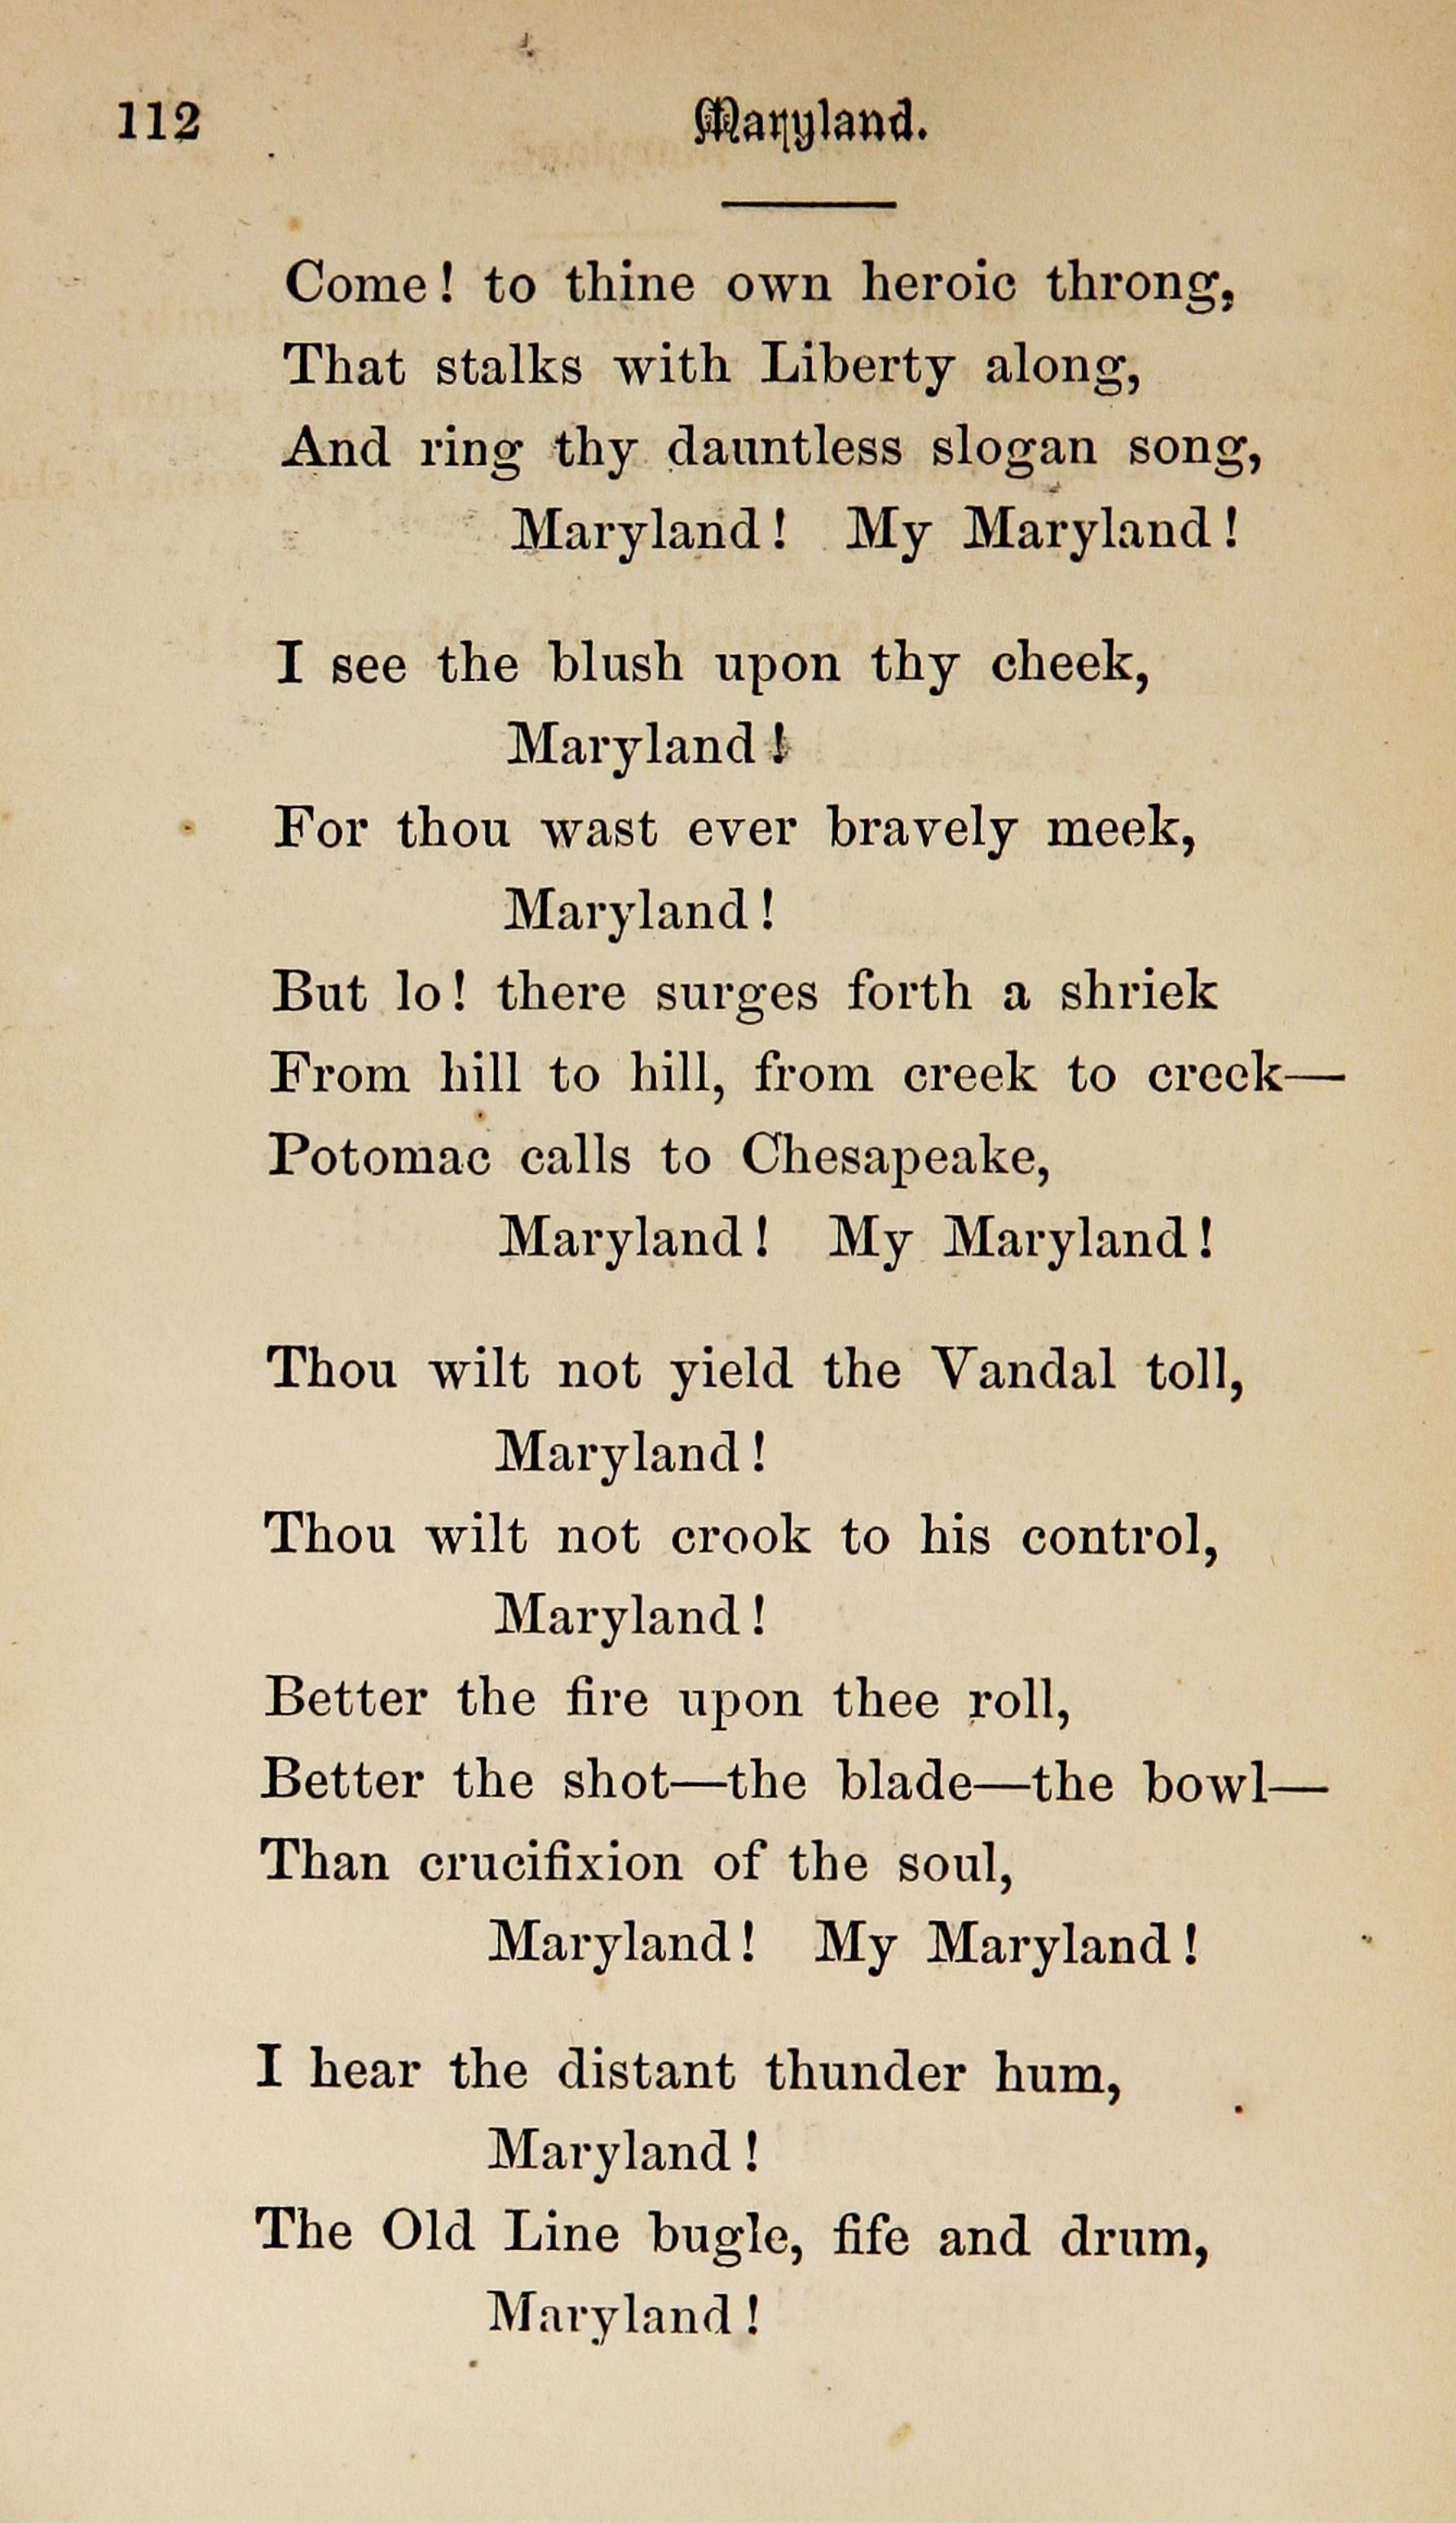 112
Maryland.
Come! to thine own heroic throng,
That stalks with Liberty along,
And ring thy dauntless slogan song,
Maryland! My Maryland!
I see the blush upon thy cheek,
Maryland!
For thou wast ever bravely meek,
Maryland!
But lo! there surges forth a shriek
From hill to hill, from creek to creek—
Potomac calls to Chesapeake,
Maryland! My Maryland!
Thou wilt not yield the Vandal toll,
Maryland!
Thou wilt not crook to his control,
Maryland!
Better the fire upon thee roll,
Better the shot—the blade—the bowl—
Than crucifixion of the soul,
Maryland! My Maryland!
I hear the distant thunder hum,
Maryland!
The Old Line bugle, fife and drum,
Maryland!